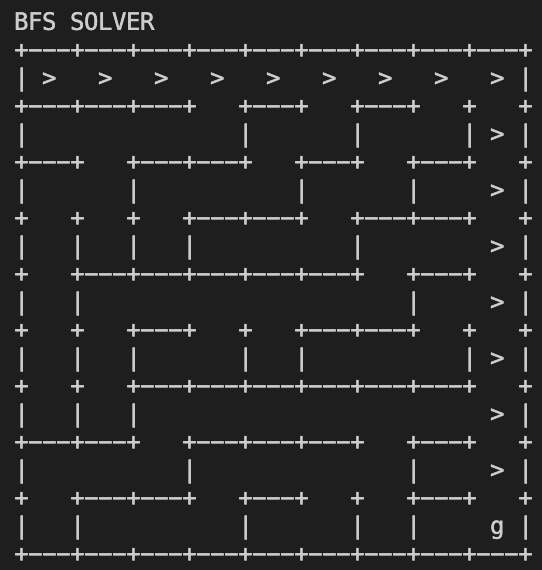 BFS SOLVER
+---+---+---+---+---+---+---+---+---+
| >   >   >   >   >   >   >   >   > |
+---+---+---+   +---+   +---+   +   +
|               |       |       | > |
+---+   +---+---+   +---+   +---+   +
|       |           |       |     > |
+   +   +   +---+---+   +---+---+   +
|   |   |   |           |         > |
+   +---+---+---+---+---+   +---+   +
|   |                       |     > |
+   +   +---+   +   +---+---+   +   +
|   |   |       |   |           | > |
+   +   +---+---+---+---+---+---+   +
|   |   |                         > |
+---+---+   +---+---+---+   +---+   +
|           |               |     > |
+   +---+---+   +---+   +   +---+   +
|   |           |       |   |     g |
+---+---+---+---+---+---+---+---+---+